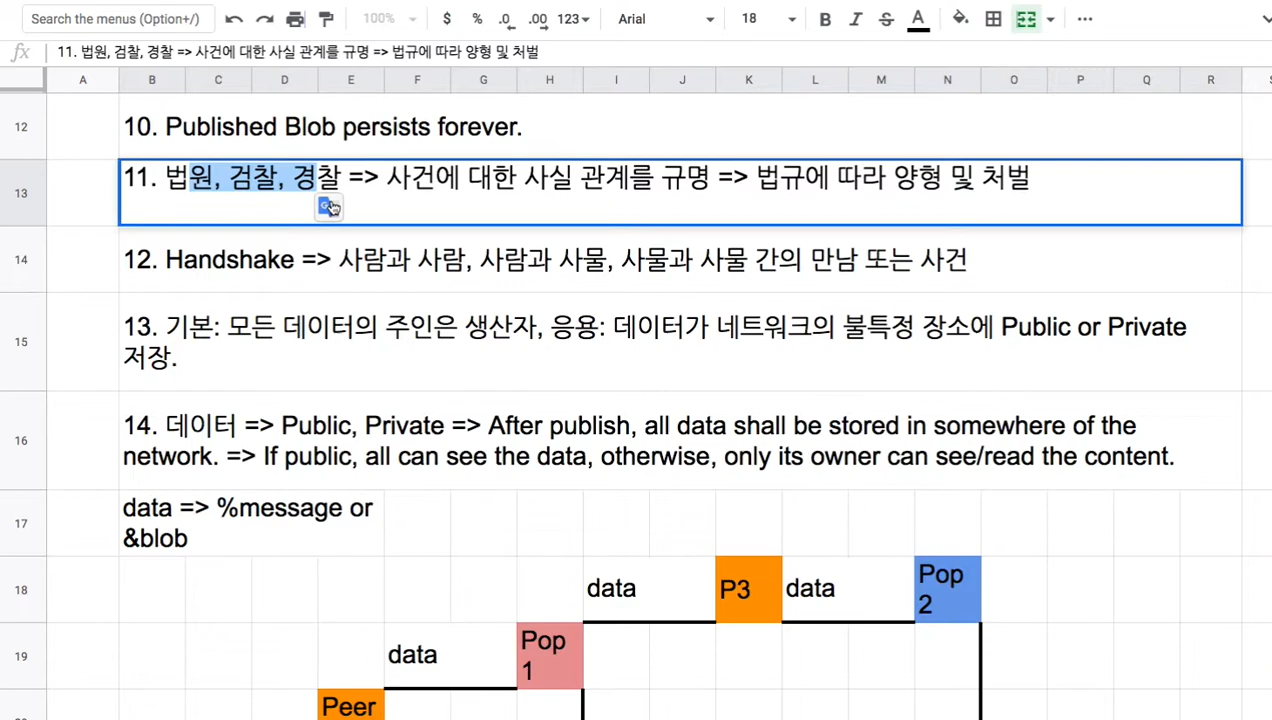 Search the menus (Option+/)
100%
$ % .0 .00 123
Arial
18
B I S A
fx 11. 법원, 검찰, 경찰 => 사건에 대한 사실 관계를 규명 => 법규에 따라 양형 및 처벌
A B C D E F G H I J K L M N O P Q R S
12 10. Published Blob persists forever.
13 11. 법원, 검찰, 경찰 => 사건에 대한 사실 관계를 규명 => 법규에 따라 양형 및 처벌
14 12. Handshake => 사람과 사람, 사람과 사물, 사물과 사물 간의 만남 또는 사건
15 13. 기본: 모든 데이터의 주인은 생산자, 응용: 데이터가 네트워크의 불특정 장소에 Public or Private
저장.
16 14. 데이터 => Public, Private => After publish, all data shall be stored in somewhere of the
network. => If public, all can see the data, otherwise, only its owner can see/read the content.
17 data => %message or
&blob
18 data P3 data Pop
2
19 data Pop
1
Peer